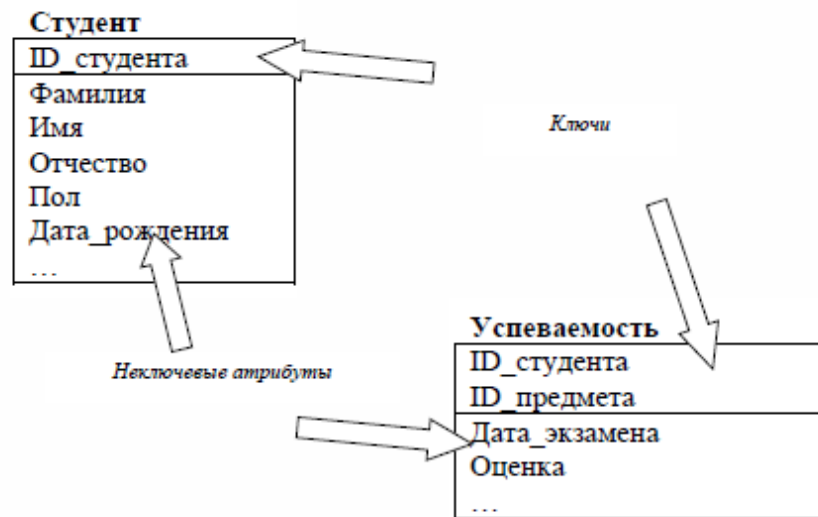 Студент
ID_студента
Фамилия
Имя
Отчество
Пол
Дата_рождения
...
Ключи
Неключевые атрибуты
Успеваемость
ID_студента
ID_предмета
Дата_экзамена
Оценка
...